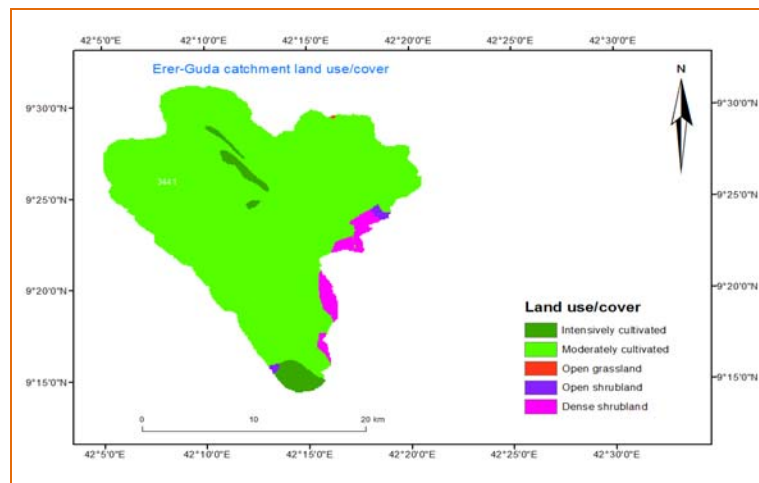 42°5'0"E 42°10'0"E 42°15'0"E 42°20'0"E 42°30'0"E
Erer-Guda catchment land use/cover
N
9°30'0"N 9°30'0"N
9°25'0"N 9°25'0"N
9°20'0"N 9°20'0"N
Land use/cover
Intensively cultivated
Moderately cultivated
Open grassland
Open shrubland
Dense shrubland
9°15'0"N 9°15'0"N
0 10 20 km
42°5'0"E 42°10'0"E 42°15'0"E 42°20'0"E 42°25'0"E 42°30'0"E